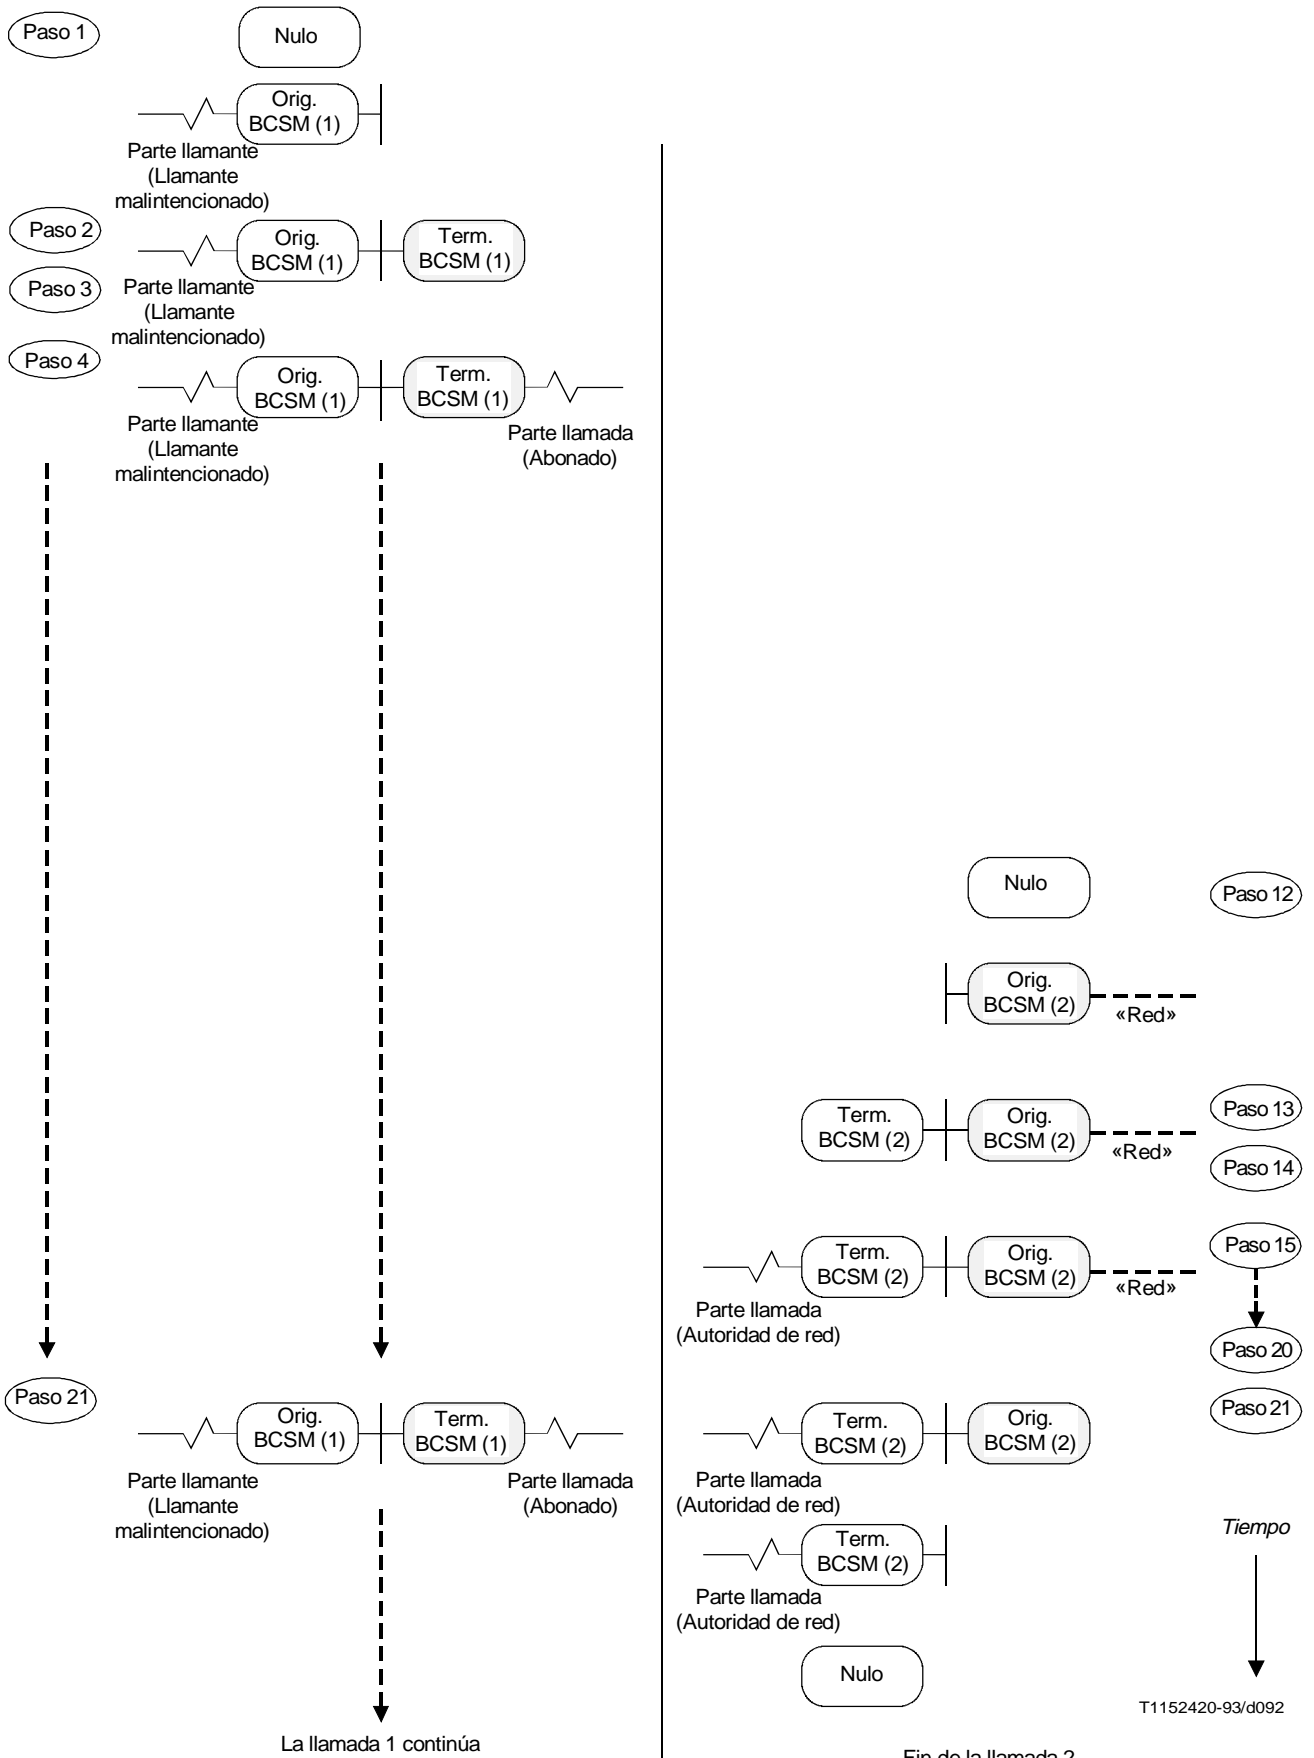 Paso 1
Nulo
Orig.
BCSM (1)
Parte llamante
(Llamante
malintencionado)
Paso 2
Orig.
BCSM (1)
Term.
BCSM (1)
Paso 3
Parte llamante
(Llamante
malintencionado)
Paso 4
Orig.
BCSM (1)
Term.
BCSM (1)
Parte llamante
(Llamante
malintencionado)
Parte llamada
(Abonado)
Paso 21
Orig.
BCSM (1)
Term.
BCSM (1)
Parte llamante
(Llamante
malintencionado)
Parte llamada
(Abonado)
La llamada 1 continúa
Nulo
Paso 12
Orig.
BCSM (2)
«Red»
Term.
BCSM (2)
Orig.
BCSM (2)
«Red»
Paso 13
Paso 14
Term.
BCSM (2)
Orig.
BCSM (2)
«Red»
Paso 15
Parte llamada
(Autoridad de red)
Paso 20
Paso 21
Term.
BCSM (2)
Orig.
BCSM (2)
Parte llamada
(Autoridad de red)
Term.
BCSM (2)
Parte llamada
(Autoridad de red)
Nulo
Tiempo
T1152420-93/d092
Fin de la llamada 2